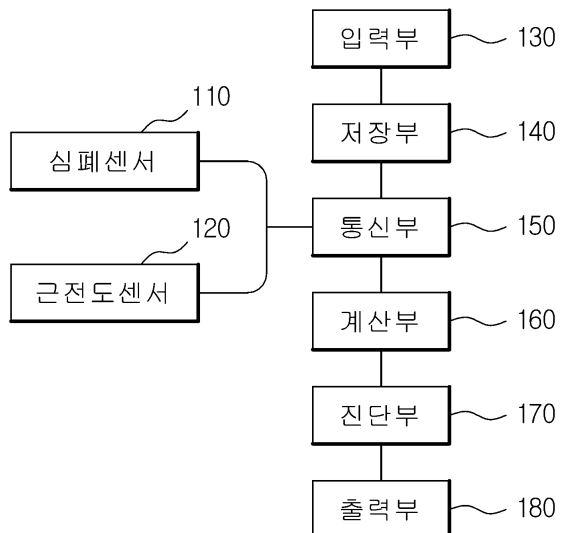 입력부 130
110
심폐센서
저장부 140
120
근전도센서
통신부 150
계산부 160
진단부 170
출력부 180